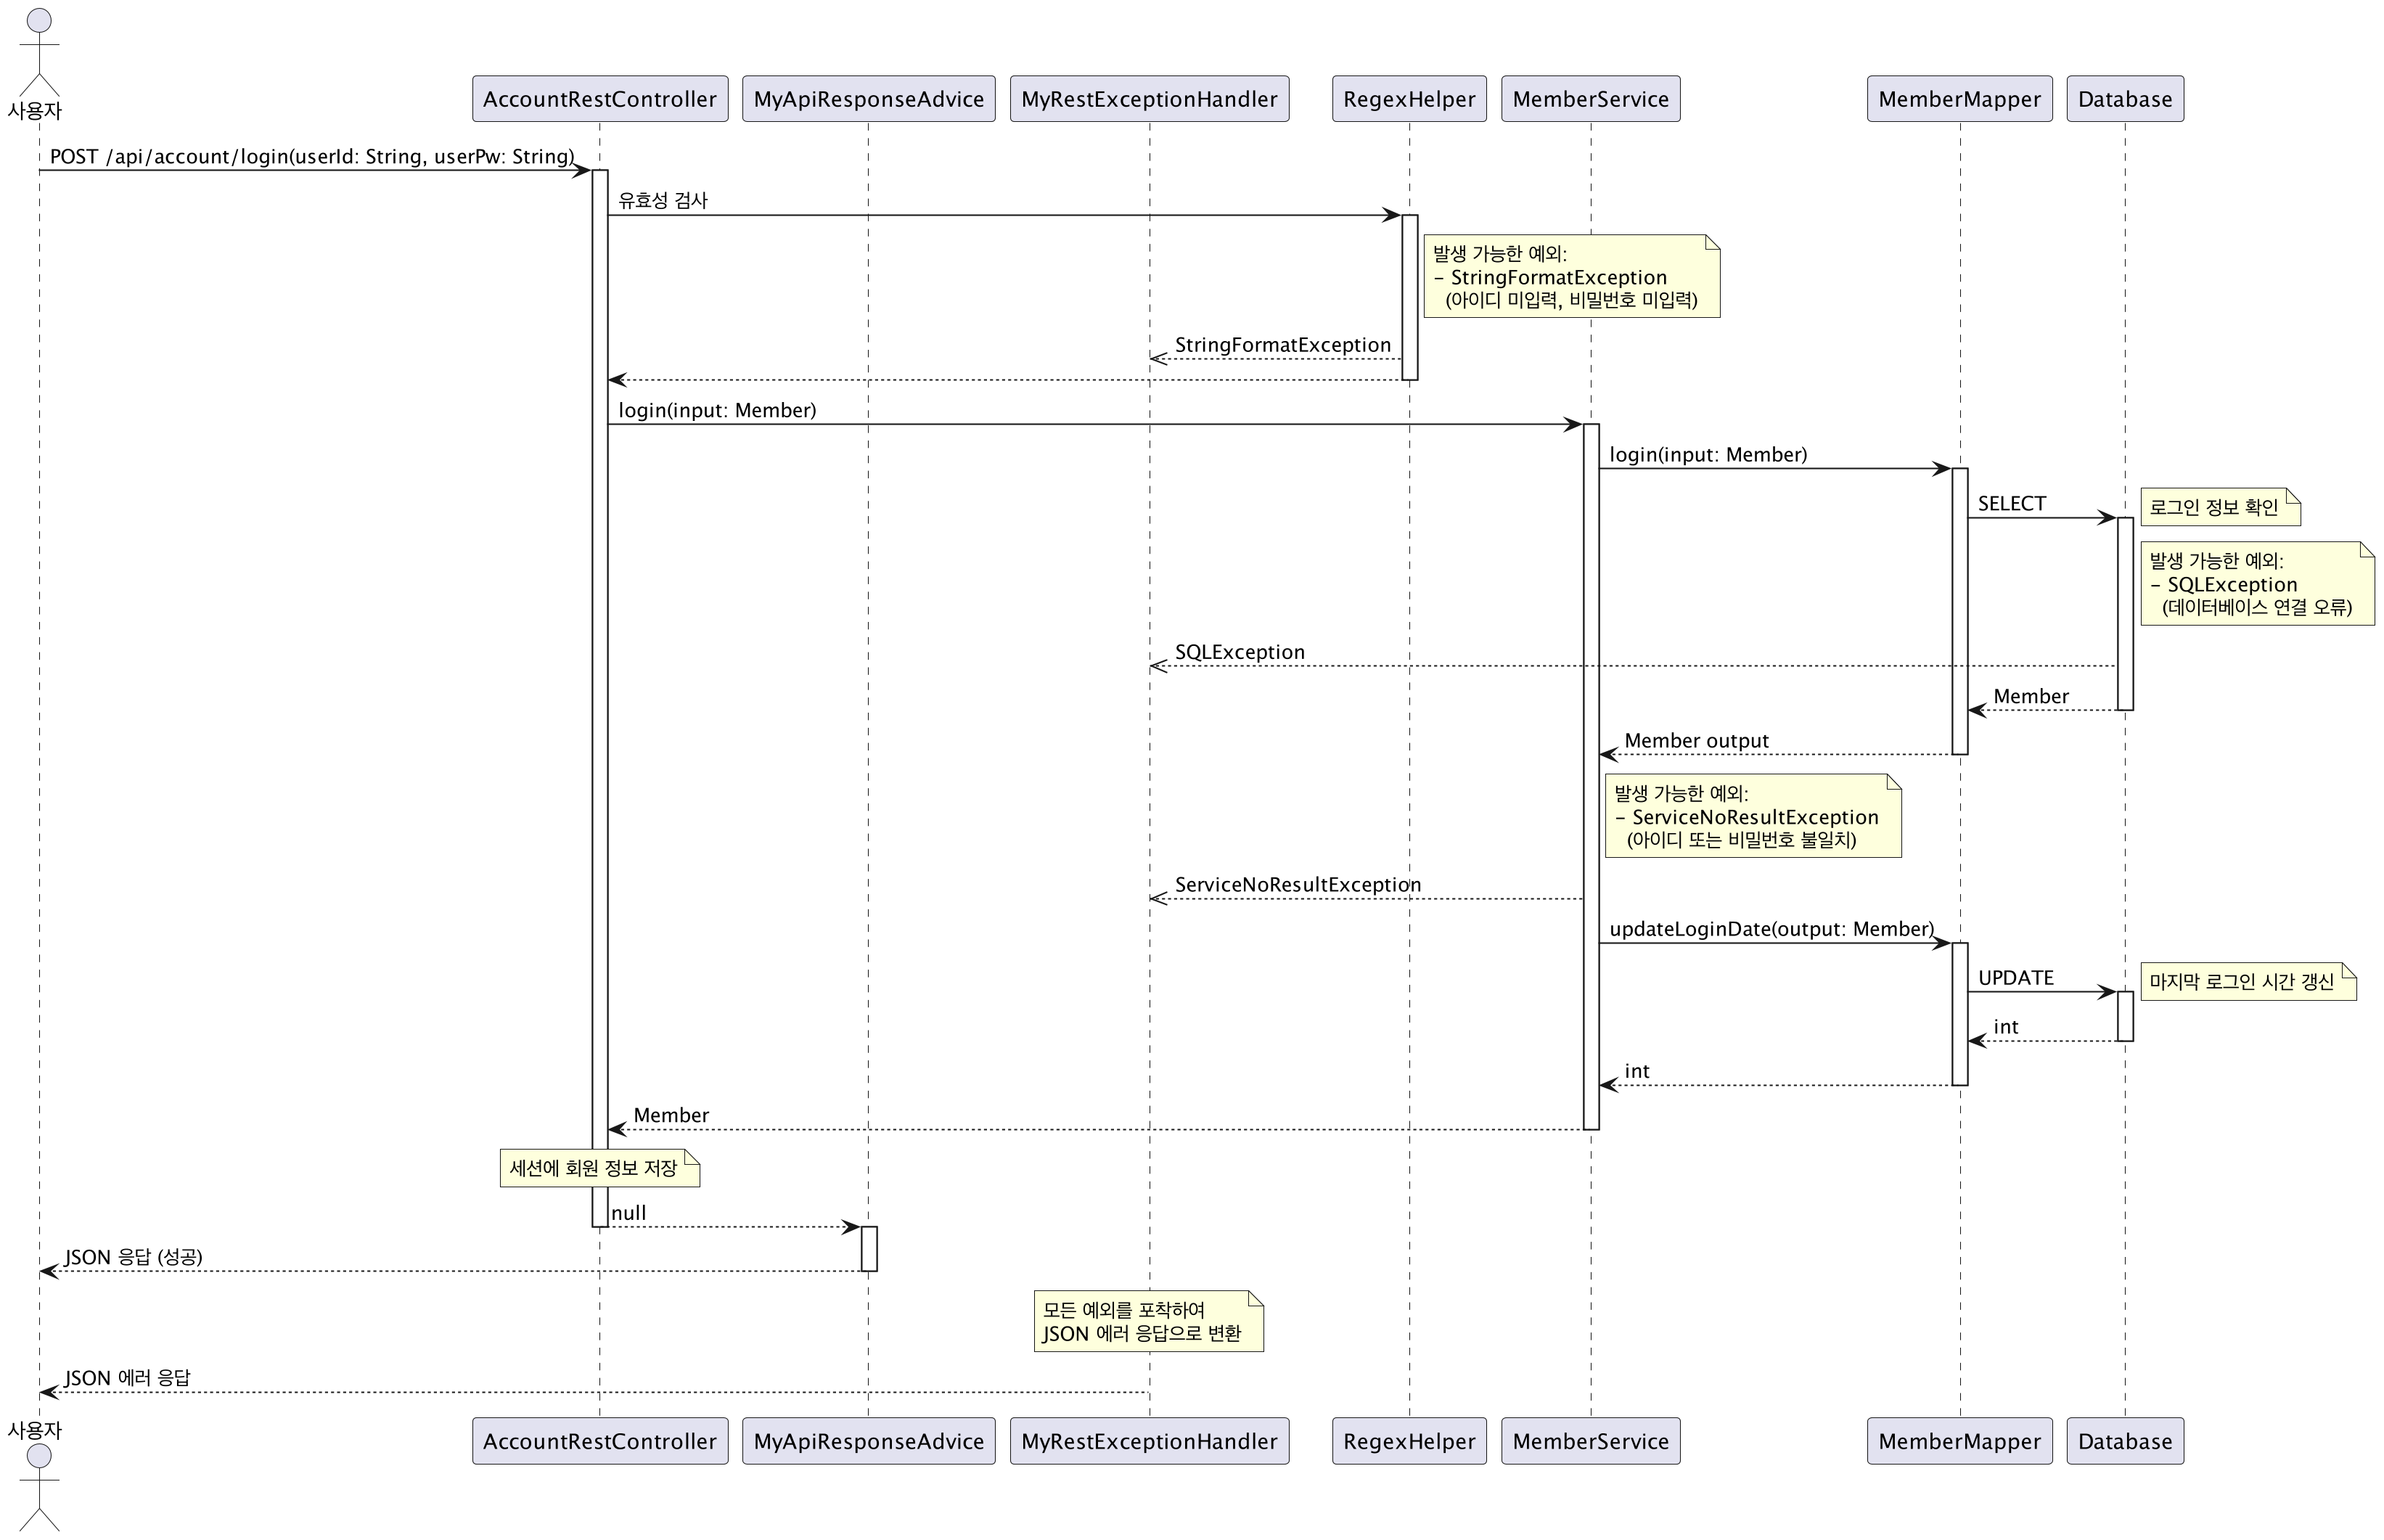 사용자
AccountRestController
MyApiResponseAdvice
MyRestExceptionHandler
RegexHelper
MemberService
MemberMapper
Database
POST /api/account/login(userId: String, userPw: String)
유효성 검사
발생 가능한 예외:
- StringFormatException
(아이디 미입력, 비밀번호 미입력)
StringFormatException
login(input: Member)
login(input: Member)
SELECT
로그인 정보 확인
발생 가능한 예외:
- SQLException
(데이터베이스 연결 오류)
SQLException
Member
Member output
발생 가능한 예외:
- ServiceNoResultException
(아이디 또는 비밀번호 불일치)
ServiceNoResultException
updateLoginDate(output: Member)
UPDATE
마지막 로그인 시간 갱신
int
int
Member
세션에 회원 정보 저장
null
JSON 응답 (성공)
모든 예외를 포착하여
JSON 에러 응답으로 변환
JSON 에러 응답
사용자
AccountRestController
MyApiResponseAdvice
MyRestExceptionHandler
RegexHelper
MemberService
MemberMapper
Database